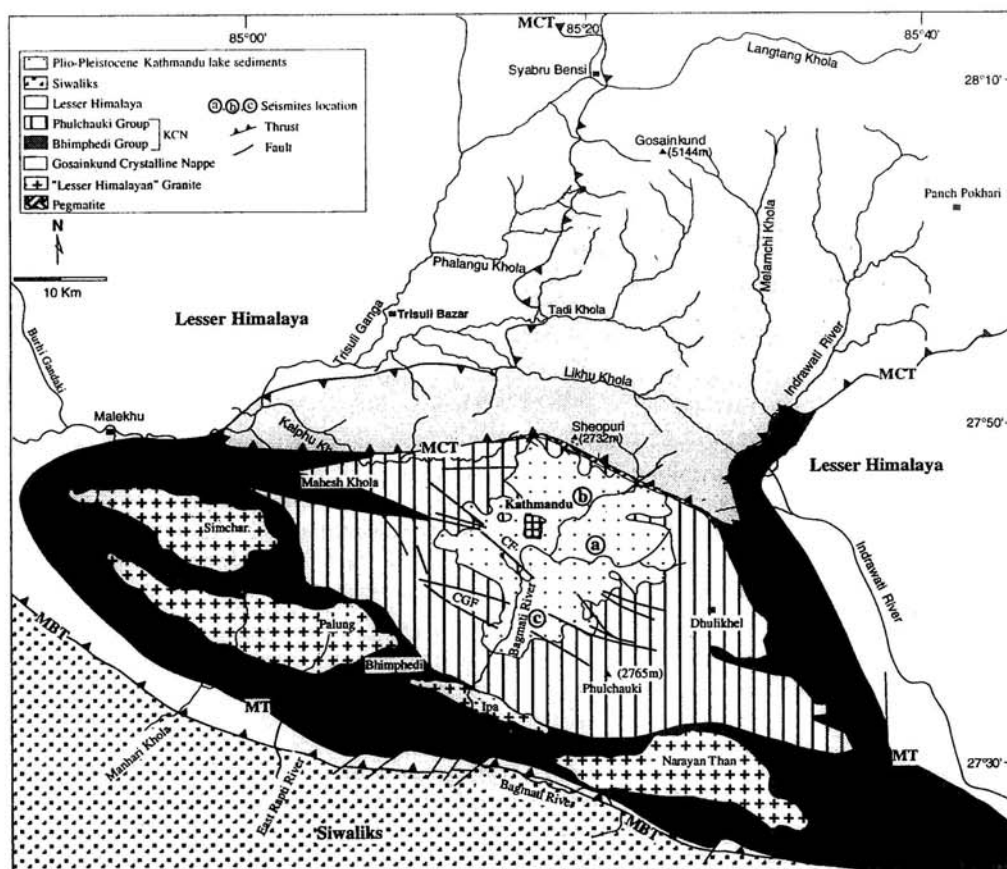 85°00'
MCT
85°20'
85°40'
Plio-Pleistocene Kathmandu lake sediments
Siwaliks
Lesser Himalaya
Phulchauki Group
Bhimphedi Group
KCN
Gosainkund Crystalline Nappe
"Lesser Himalayan" Granite
Pegmatite
a, b, c Seismites location
Thrust
Fault
N
10 Km
Syabru Bensi
Langtang Khola
28°10'
Gosainkund
(5144m)
Panch Pokhari
Melamchi Khola
Phalangu Khola
Lesser Himalaya
Trisuli Ganga
Trisuli Bazar
Tadi Khola
Burhi Gandaki
Likhu Khola
Indrawati River
MCT
Malekhu
Kalphu Kh
Sheopuri
(2732m)
27°50'
MCT
Lesser Himalaya
Mahesh Khola
Kathmandu
b
Simchar
CF
a
Indrawati River
CGF
c
Bagmati River
Dhulikhel
MBT
Palung
Bhimphedi
(2765m)
Phulchauki
MT
Ipa
MT
Manhari Khola
Narayan Than
27°30'
East Rapti River
Bagmati River
MBT
Siwaliks